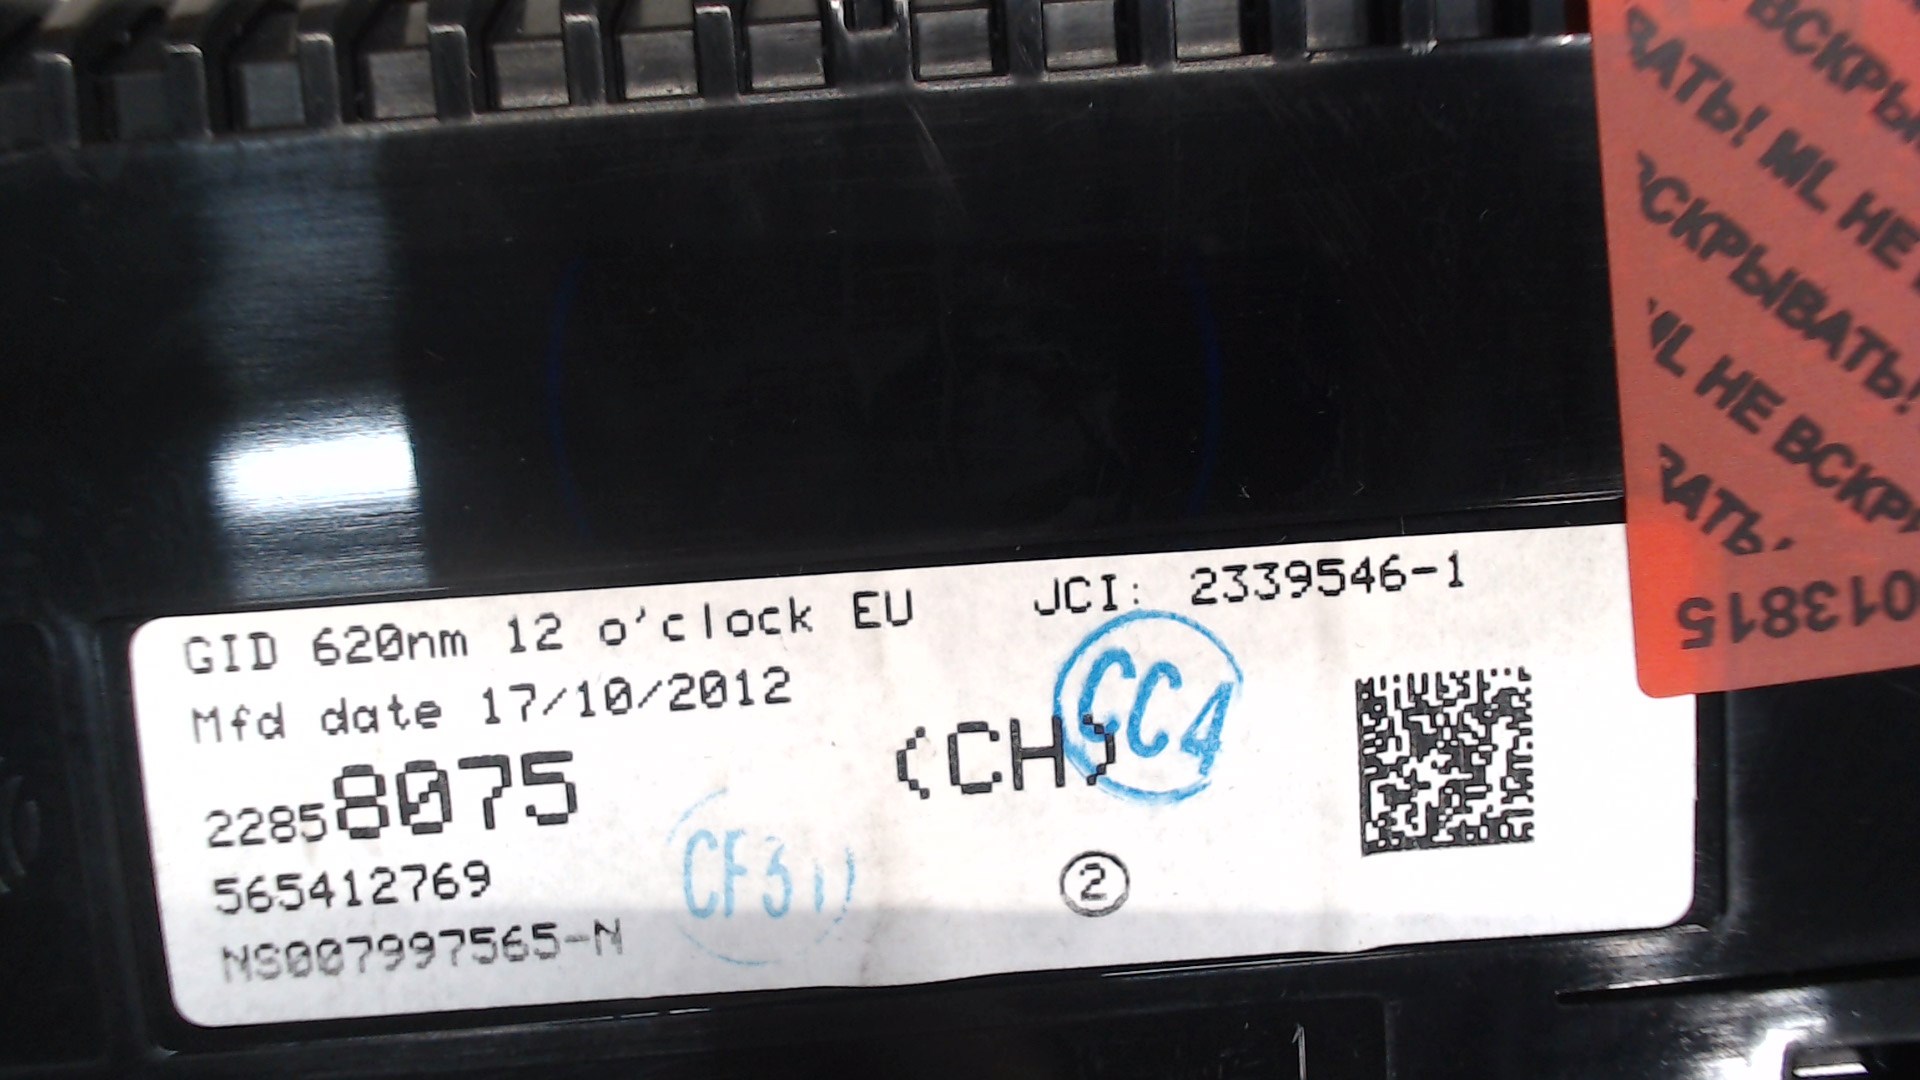 GID 620nm 12 o'clock EU JCI: 2339546-1
Mfd date 17/10/2012
22858075
(CH)
CC4
565412769
CF3
2
NS007997565-N
ВСКРЫ
ВАТЬ! ML НЕ
ВСКРЫВАТЬ!
ML НЕ ВСКРЫ
ВАТЬ!
013815